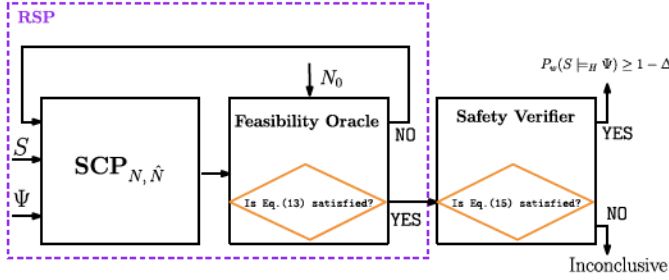 RSP
P_w(S ⊨_H Ψ) ≥ 1 − Δ
N_0
Feasibility Oracle
Safety Verifier
NO
YES
S
SCP_{N, N̂}
Ψ
Is Eq.(13) satisfied?
Is Eq.(15) satisfied?
YES
NO
Inconclusive